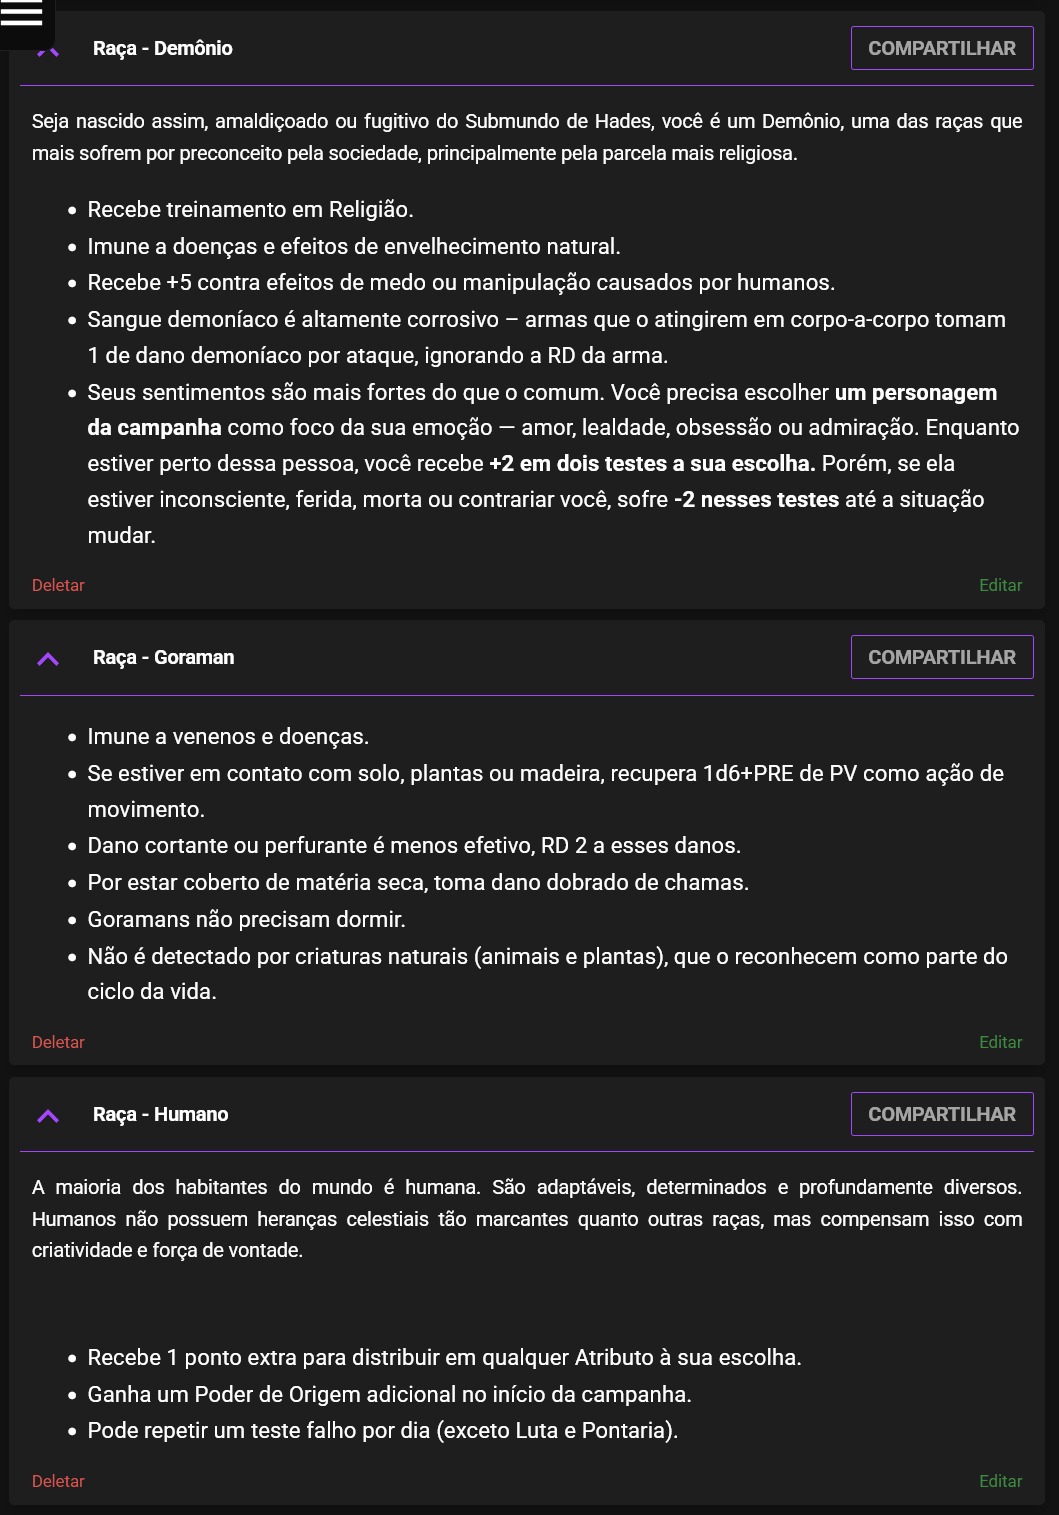 Raça - Demônio
COMPARTILHAR
Seja nascido assim, amaldiçoado ou fugitivo do Submundo de Hades, você é um Demônio, uma das raças que
mais sofrem por preconceito pela sociedade, principalmente pela parcela mais religiosa.
• Recebe treinamento em Religião.
• Imune a doenças e efeitos de envelhecimento natural.
• Recebe +5 contra efeitos de medo ou manipulação causados por humanos.
• Sangue demoníaco é altamente corrosivo – armas que o atingirem em corpo-a-corpo tomam
1 de dano demoníaco por ataque, ignorando a RD da arma.
• Seus sentimentos são mais fortes do que o comum. Você precisa escolher um personagem
da campanha como foco da sua emoção — amor, lealdade, obsessão ou admiração. Enquanto
estiver perto dessa pessoa, você recebe +2 em dois testes a sua escolha. Porém, se ela
estiver inconsciente, ferida, morta ou contrariar você, sofre -2 nesses testes até a situação
mudar.
Deletar
Editar
Raça - Goraman
COMPARTILHAR
• Imune a venenos e doenças.
• Se estiver em contato com solo, plantas ou madeira, recupera 1d6+PRE de PV como ação de
movimento.
• Dano cortante ou perfurante é menos efetivo, RD 2 a esses danos.
• Por estar coberto de matéria seca, toma dano dobrado de chamas.
• Goramans não precisam dormir.
• Não é detectado por criaturas naturais (animais e plantas), que o reconhecem como parte do
ciclo da vida.
Deletar
Editar
Raça - Humano
COMPARTILHAR
A maioria dos habitantes do mundo é humana. São adaptáveis, determinados e profundamente diversos.
Humanos não possuem heranças celestiais tão marcantes quanto outras raças, mas compensam isso com
criatividade e força de vontade.
• Recebe 1 ponto extra para distribuir em qualquer Atributo à sua escolha.
• Ganha um Poder de Origem adicional no início da campanha.
• Pode repetir um teste falho por dia (exceto Luta e Pontaria).
Deletar
Editar